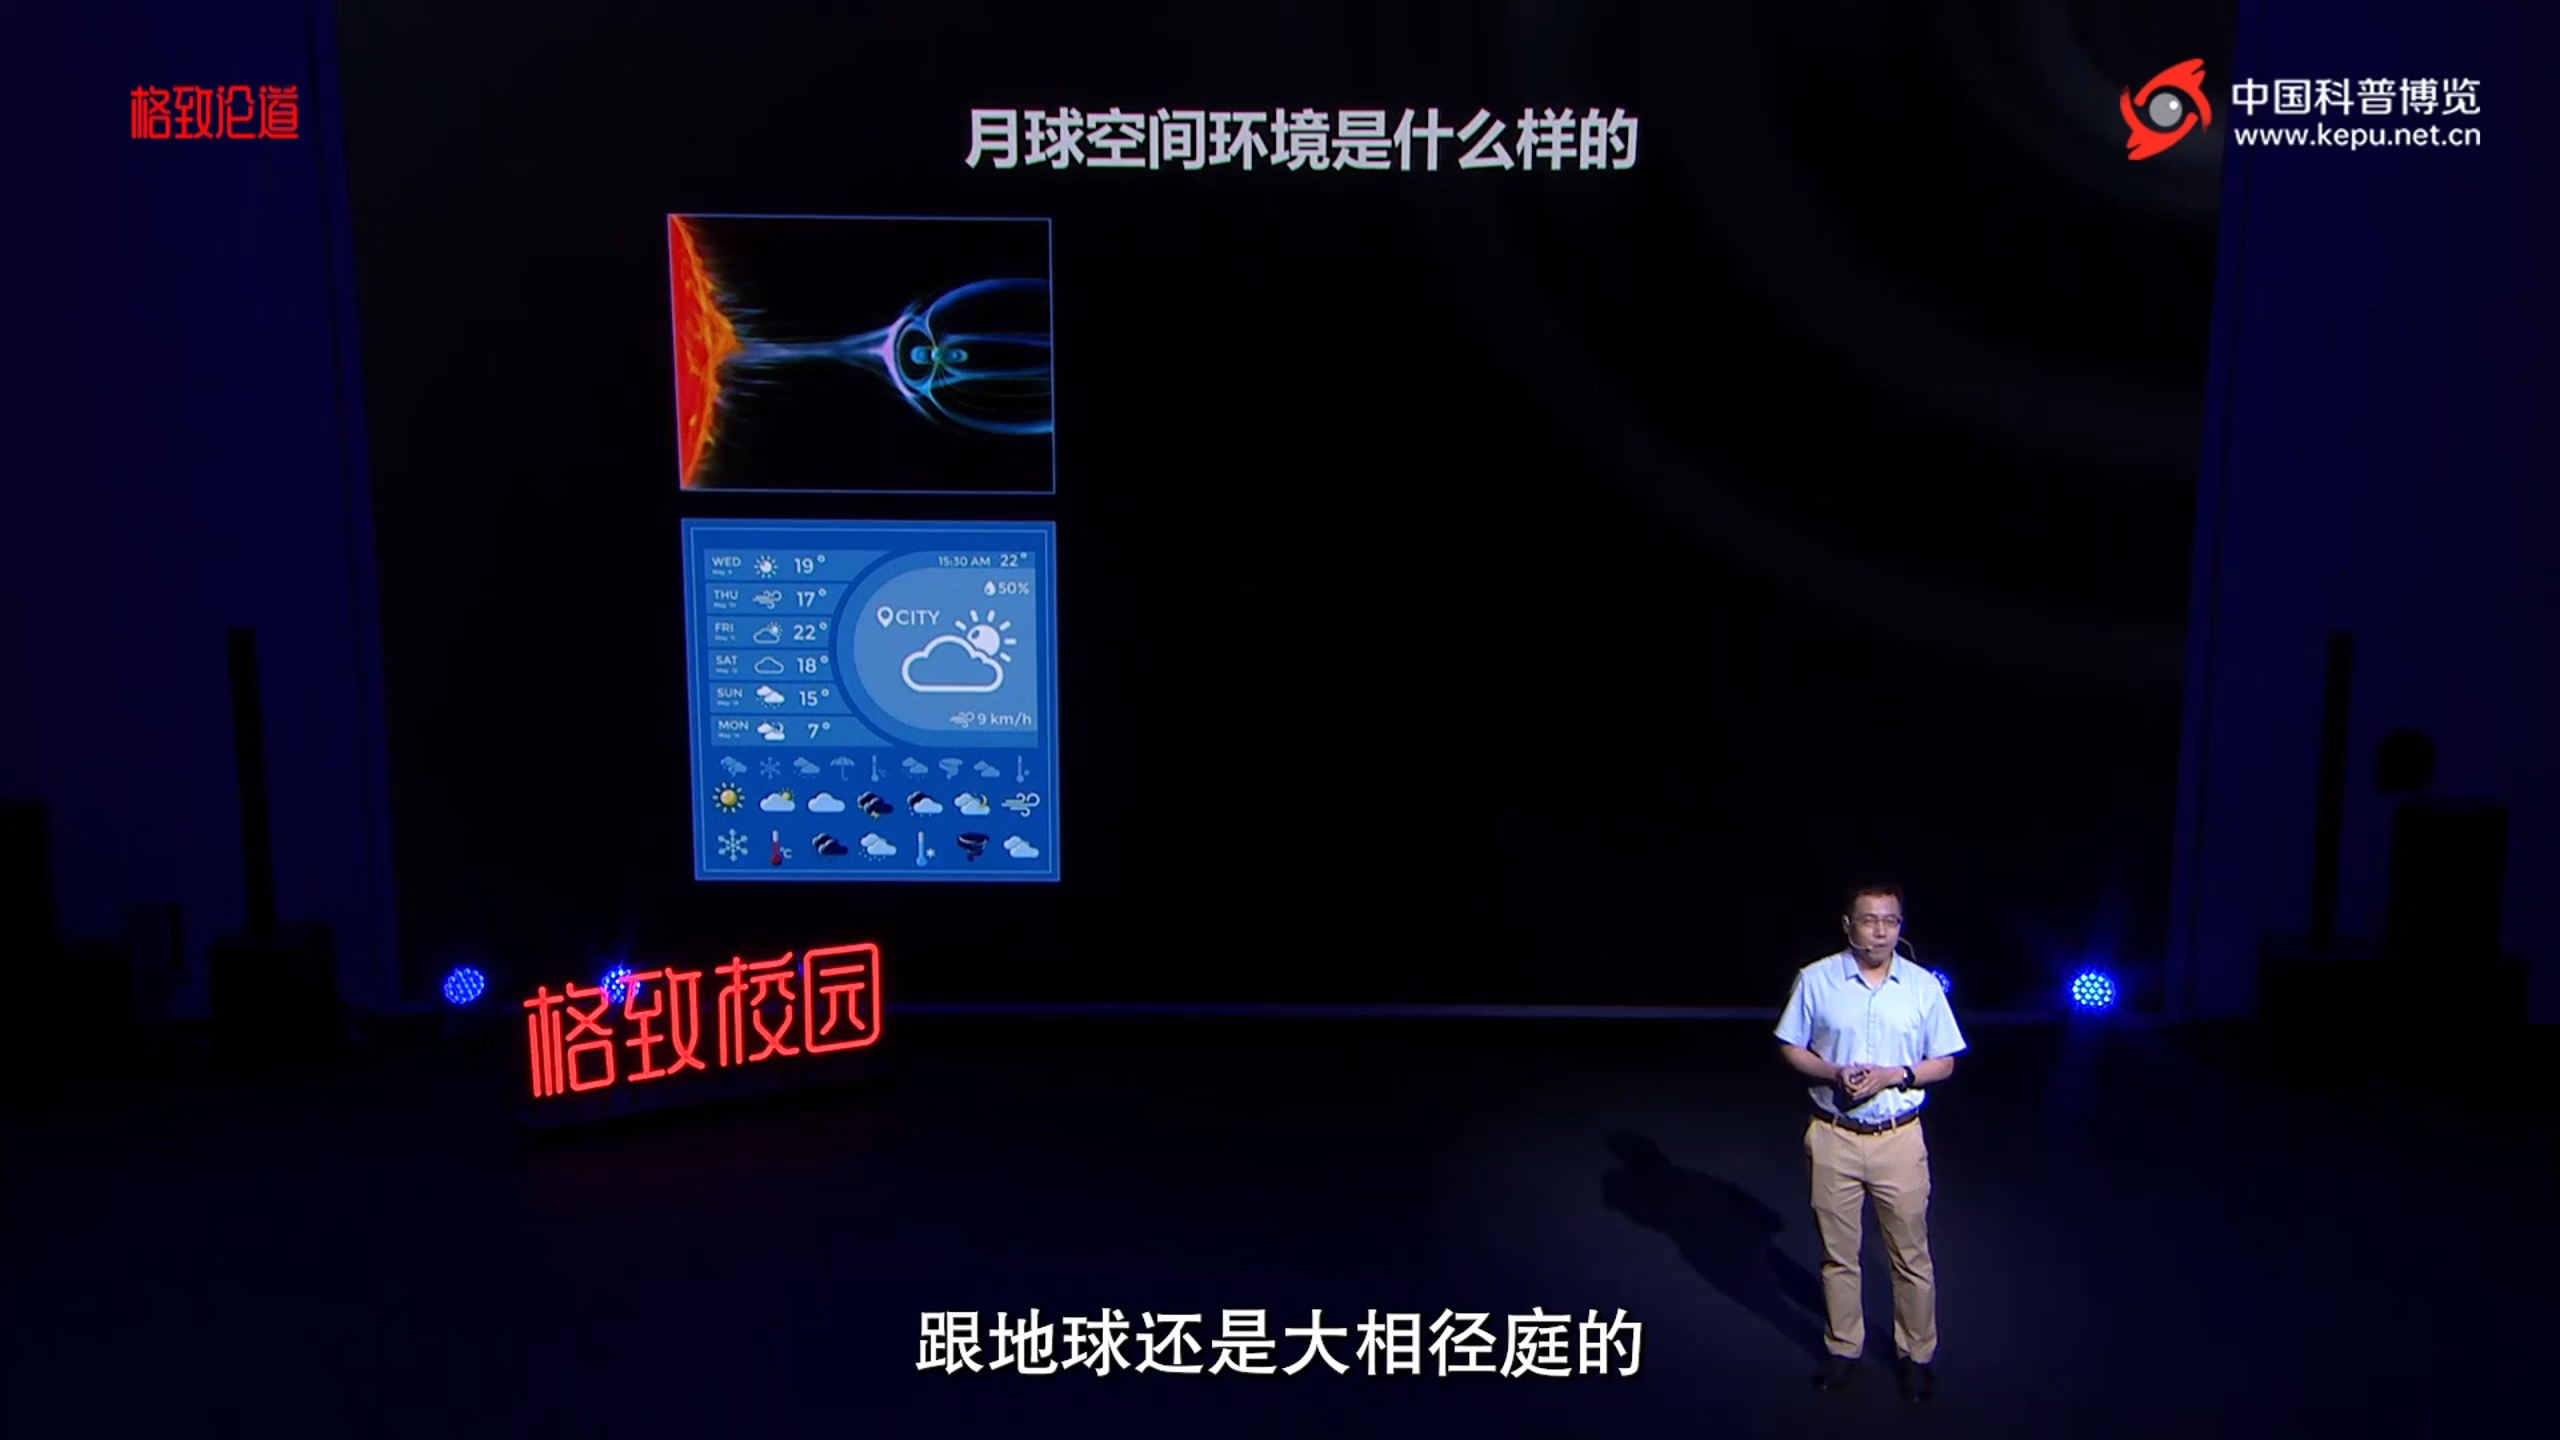 格致论道
中国科普博览
www.kepu.net.cn
月球空间环境是什么样的
WED 19°
THU 17°
FRI 22°
SAT 18°
SUN 15°
MON 7°
15:30 AM 22°
50%
CITY
9 km/h
格致校园
跟地球还是大相径庭的